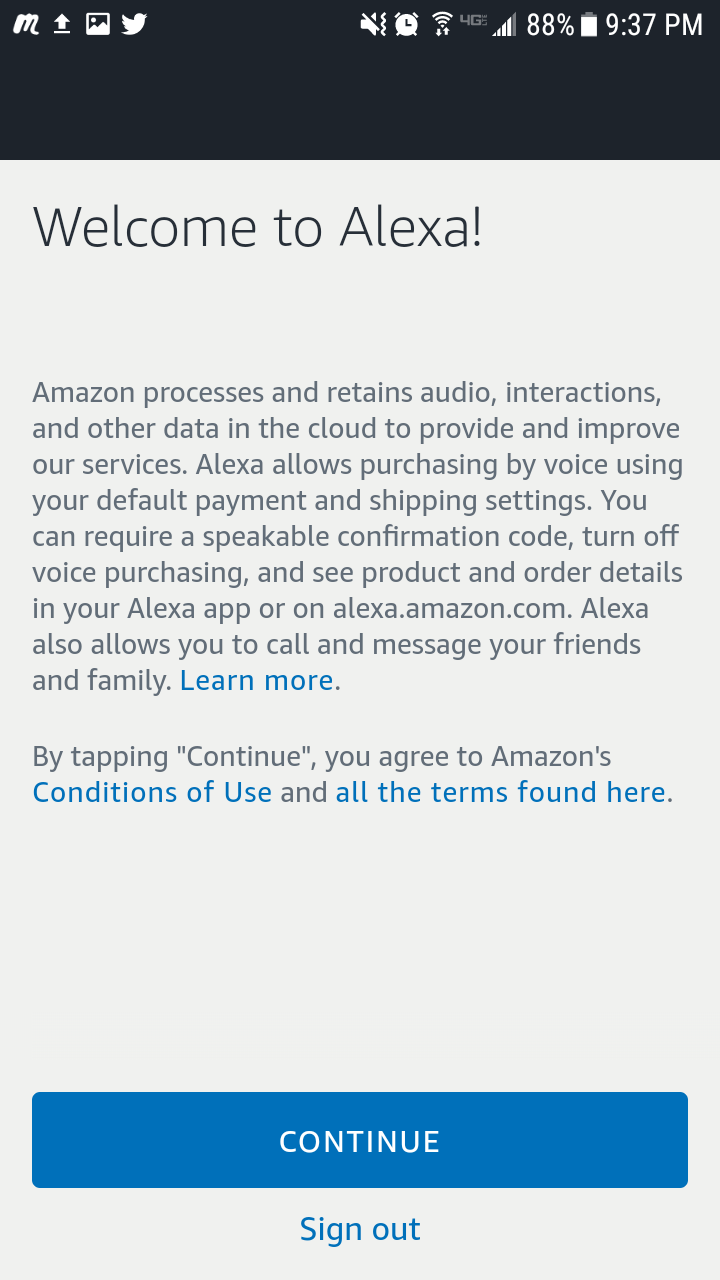 4G 88% 9:37 PM
Welcome to Alexa!
Amazon processes and retains audio, interactions,
and other data in the cloud to provide and improve
our services. Alexa allows purchasing by voice using
your default payment and shipping settings. You
can require a speakable confirmation code, turn off
voice purchasing, and see product and order details
in your Alexa app or on alexa.amazon.com. Alexa
also allows you to call and message your friends
and family. Learn more.
By tapping "Continue", you agree to Amazon's
Conditions of Use and all the terms found here.
CONTINUE
Sign out